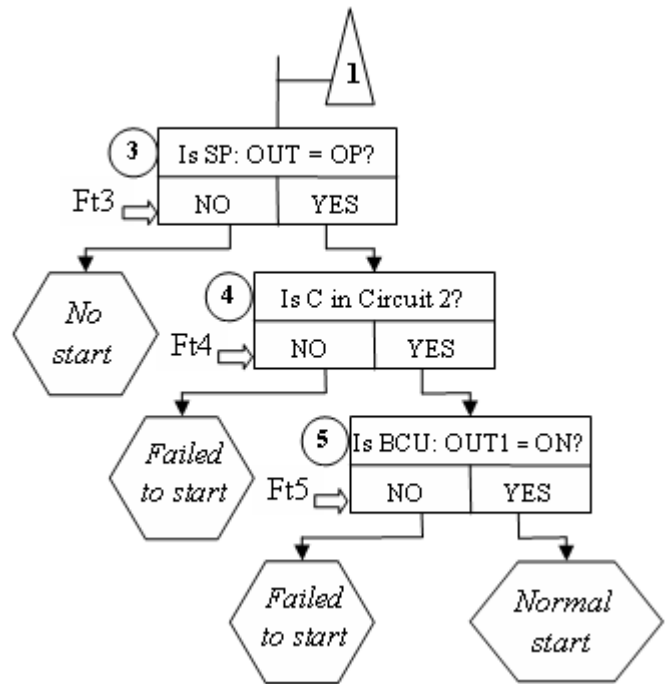 1
3
Is SP: OUT = OP?
Ft3
NO
YES
No
start
4
Is C in Circuit 2?
Ft4
NO
YES
Failed
to start
5
Is BCU: OUT1 = ON?
Ft5
NO
YES
Failed
to start
Normal
start